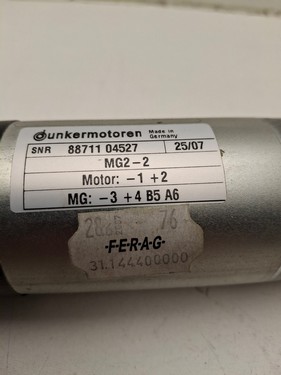 dunkermotoren Made in Germany
SNR 88711 04527 25/07
MG2-2
Motor: -1 +2
MG: -3 +4 B5 A6
76
-F-E-R-A-G-
31.144400000